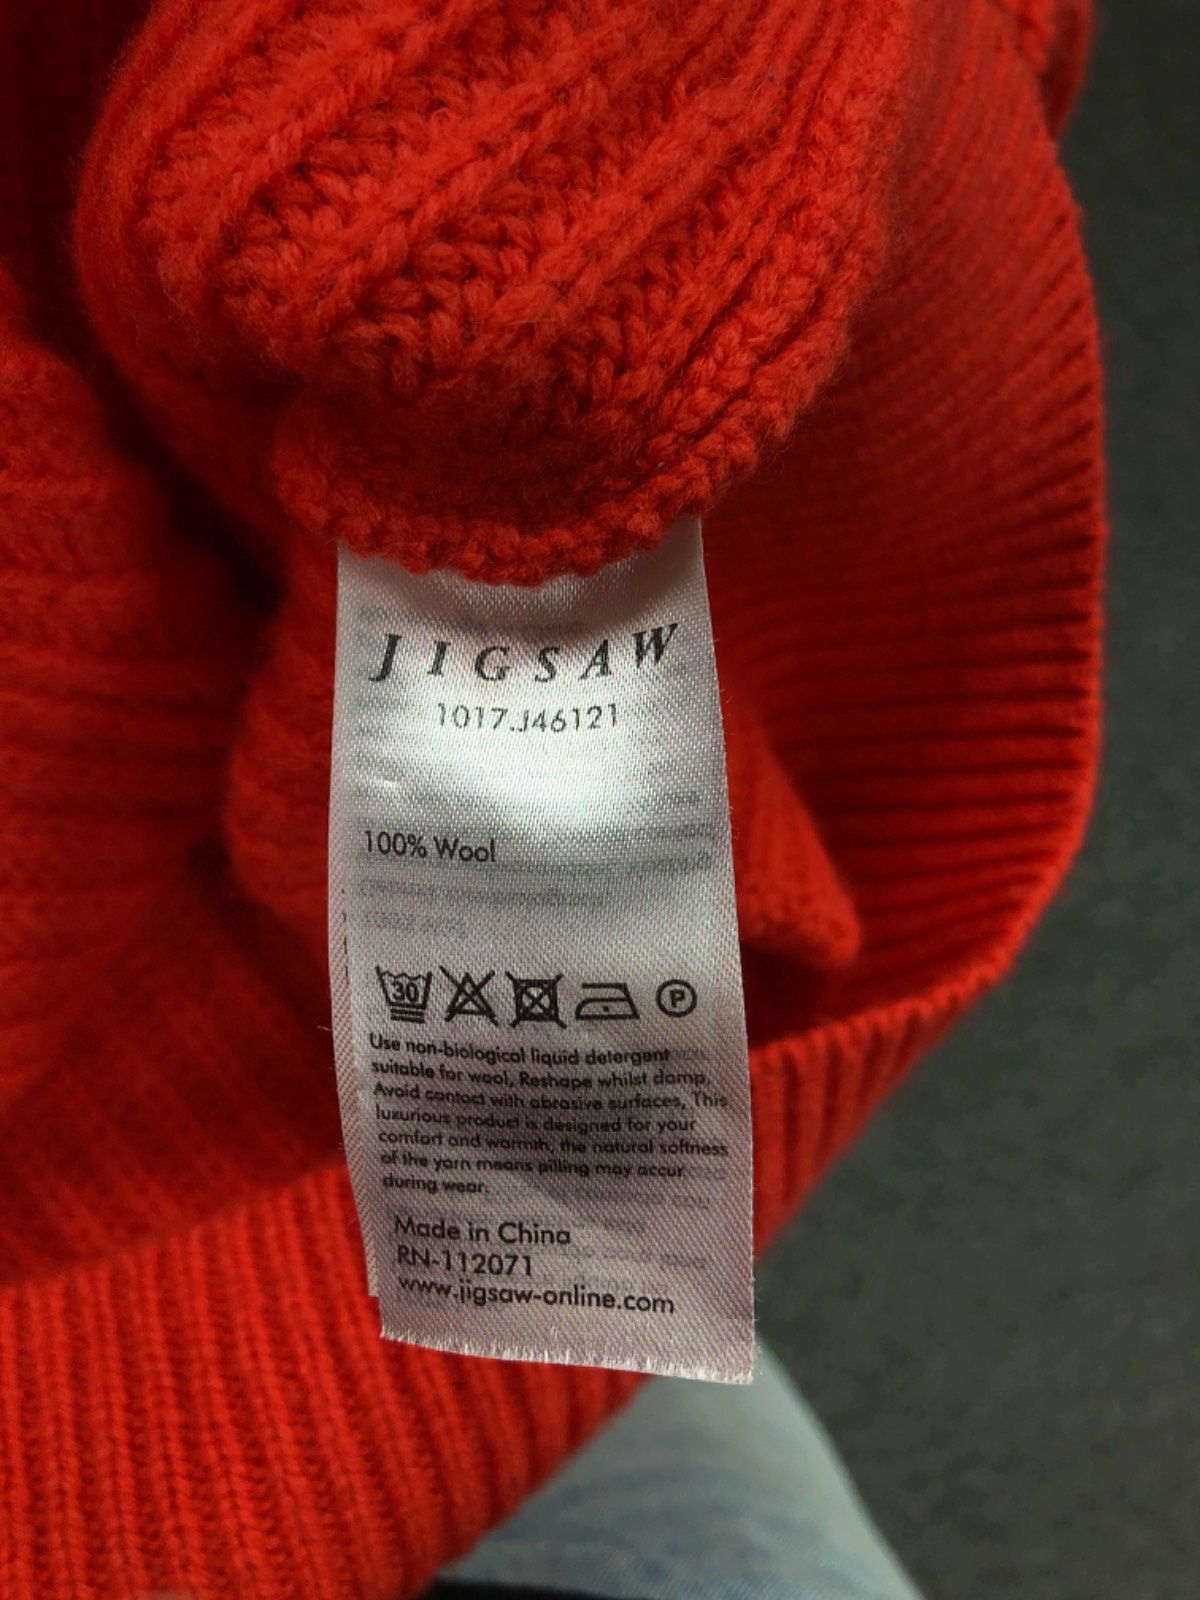 JIGSAW
1017.J46121
100% Wool
30
P
Use non-biological liquid detergent
suitable for wool, Reshape whilst damp,
Avoid contact with abrasive surfaces, This
luxurious product is designed for your
comfort and warmth, the natural softness
of the yarn means pilling may occur
during wear.
Made in China
RN-112071
www.jigsaw-online.com